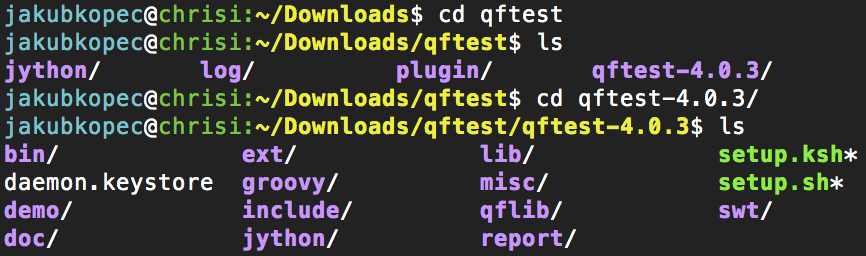 jakubkopec@chrisi:~/Downloads$ cd qftest
jakubkopec@chrisi:~/Downloads/qftest$ ls
jython/ log/ plugin/ qftest-4.0.3/
jakubkopec@chrisi:~/Downloads/qftest$ cd qftest-4.0.3/
jakubkopec@chrisi:~/Downloads/qftest/qftest-4.0.3$ ls
bin/ ext/ lib/ setup.ksh*
daemon.keystore groovy/ misc/ setup.sh*
demo/ include/ qflib/ swt/
doc/ jython/ report/